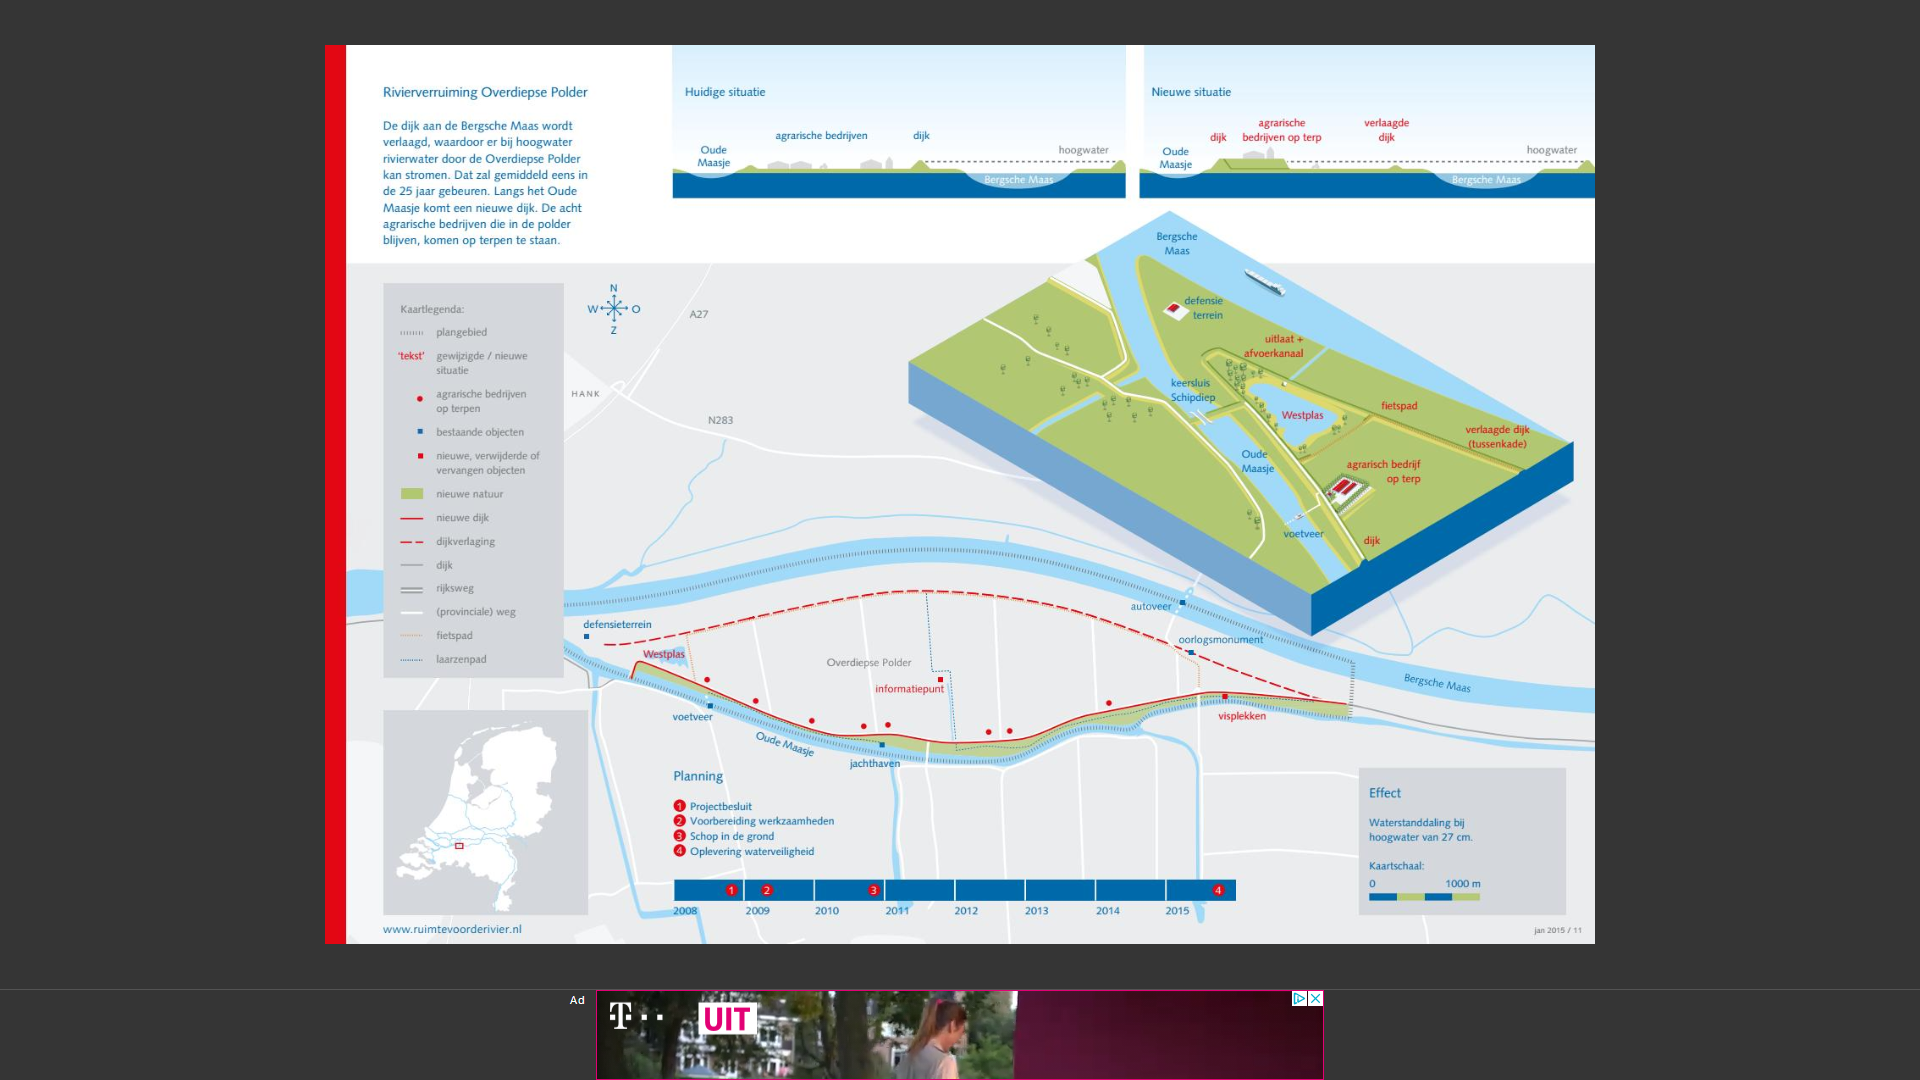 Rivierverruiming Overdiepse Polder
De dijk aan de Bergsche Maas wordt
verlaagd, waardoor er bij hoogwater
rivierwater door de Overdiepse Polder
kan stromen. Dat zal gemiddeld eens in
de 25 jaar gebeuren. Langs het Oude
Maasje komt een nieuwe dijk. De acht
agrarische bedrijven die in de polder
blijven, komen op terpen te staan.
Huidige situatie
agrarische bedrijven
dijk
Oude
Maasje
hoogwater
Bergsche Maas
Nieuwe situatie
agrarische
bedrijven op terp
dijk
verlaagde
dijk
Oude
Maasje
hoogwater
Bergsche Maas
Kaartlegenda:
plangebied
'tekst' gewijzigde / nieuwe
situatie
agrarische bedrijven
op terpen
bestaande objecten
nieuwe, verwijderde of
vervangen objecten
nieuwe natuur
nieuwe dijk
dijkverlaging
dijk
rijksweg
(provinciale) weg
fietspad
laarzenpad
N
W O
Z
A27
HANK
N283
Bergsche
Maas
defensie
terrein
uitlaat +
afvoerkanaal
keersluis
Schipdiep
Westplas
fietspad
verlaagde dijk
(tussenkade)
Oude
Maasje
agrarisch bedrijf
op terp
voetveer
dijk
autoveer
defensieterrein
oorlogsmonument
Westplas
Overdiepse Polder
informatiepunt
Bergsche Maas
voetveer
visplekken
Oude Maasje
jachthaven
Planning
1 Projectbesluit
2 Voorbereiding werkzaamheden
3 Schop in de grond
4 Oplevering waterveiligheid
1 2 3 4
2008 2009 2010 2011 2012 2013 2014 2015
Effect
Waterstanddaling bij
hoogwater van 27 cm.
Kaartschaal:
0 1000 m
www.ruimtevoorderivier.nl
jan 2015 / 11
Ad
T
UIT